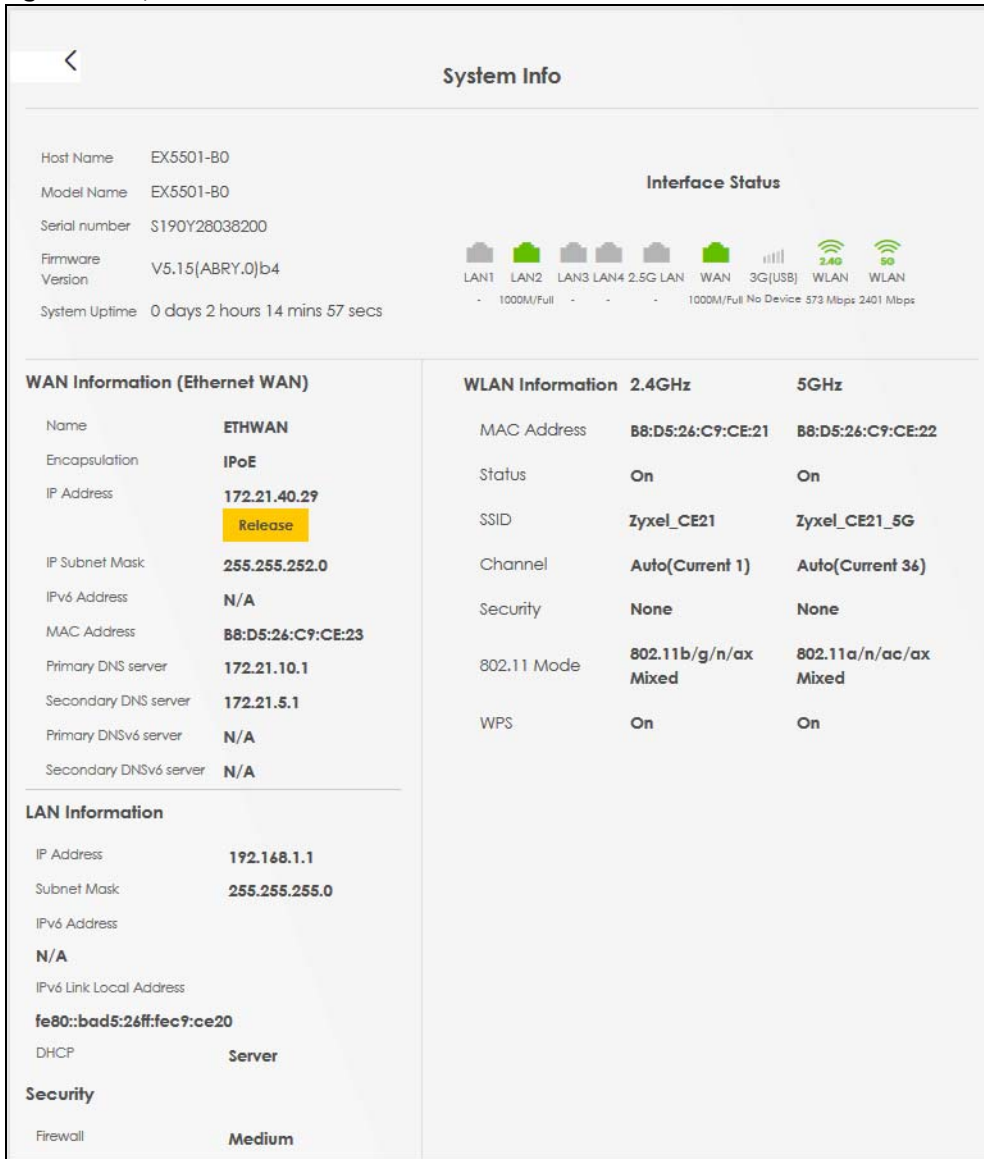 System Info
Host Name EX5501-B0
Model Name EX5501-B0
Serial number S190Y28038200
Firmware Version V5.15(ABRY.0)b4
System Uptime 0 days 2 hours 14 mins 57 secs
Interface Status
2.4G 5G
LAN1 LAN2 LAN3 LAN4 2.5G LAN WAN 3G(USB) WLAN WLAN
- 1000M/Full - - - 1000M/Full No Device 573 Mbps 2401 Mbps
WAN Information (Ethernet WAN)
Name ETHWAN
Encapsulation IPoE
IP Address 172.21.40.29
Release
IP Subnet Mask 255.255.252.0
IPv6 Address N/A
MAC Address B8:D5:26:C9:CE:23
Primary DNS server 172.21.10.1
Secondary DNS server 172.21.5.1
Primary DNSv6 server N/A
Secondary DNSv6 server N/A
LAN Information
IP Address 192.168.1.1
Subnet Mask 255.255.255.0
IPv6 Address
N/A
IPv6 Link Local Address
fe80::bad5:26ff:fec9:ce20
DHCP Server
Security
Firewall Medium
WLAN Information 2.4GHz 5GHz
MAC Address B8:D5:26:C9:CE:21 B8:D5:26:C9:CE:22
Status On On
SSID Zyxel_CE21 Zyxel_CE21_5G
Channel Auto(Current 1) Auto(Current 36)
Security None None
802.11 Mode 802.11b/g/n/ax Mixed 802.11a/n/ac/ax Mixed
WPS On On